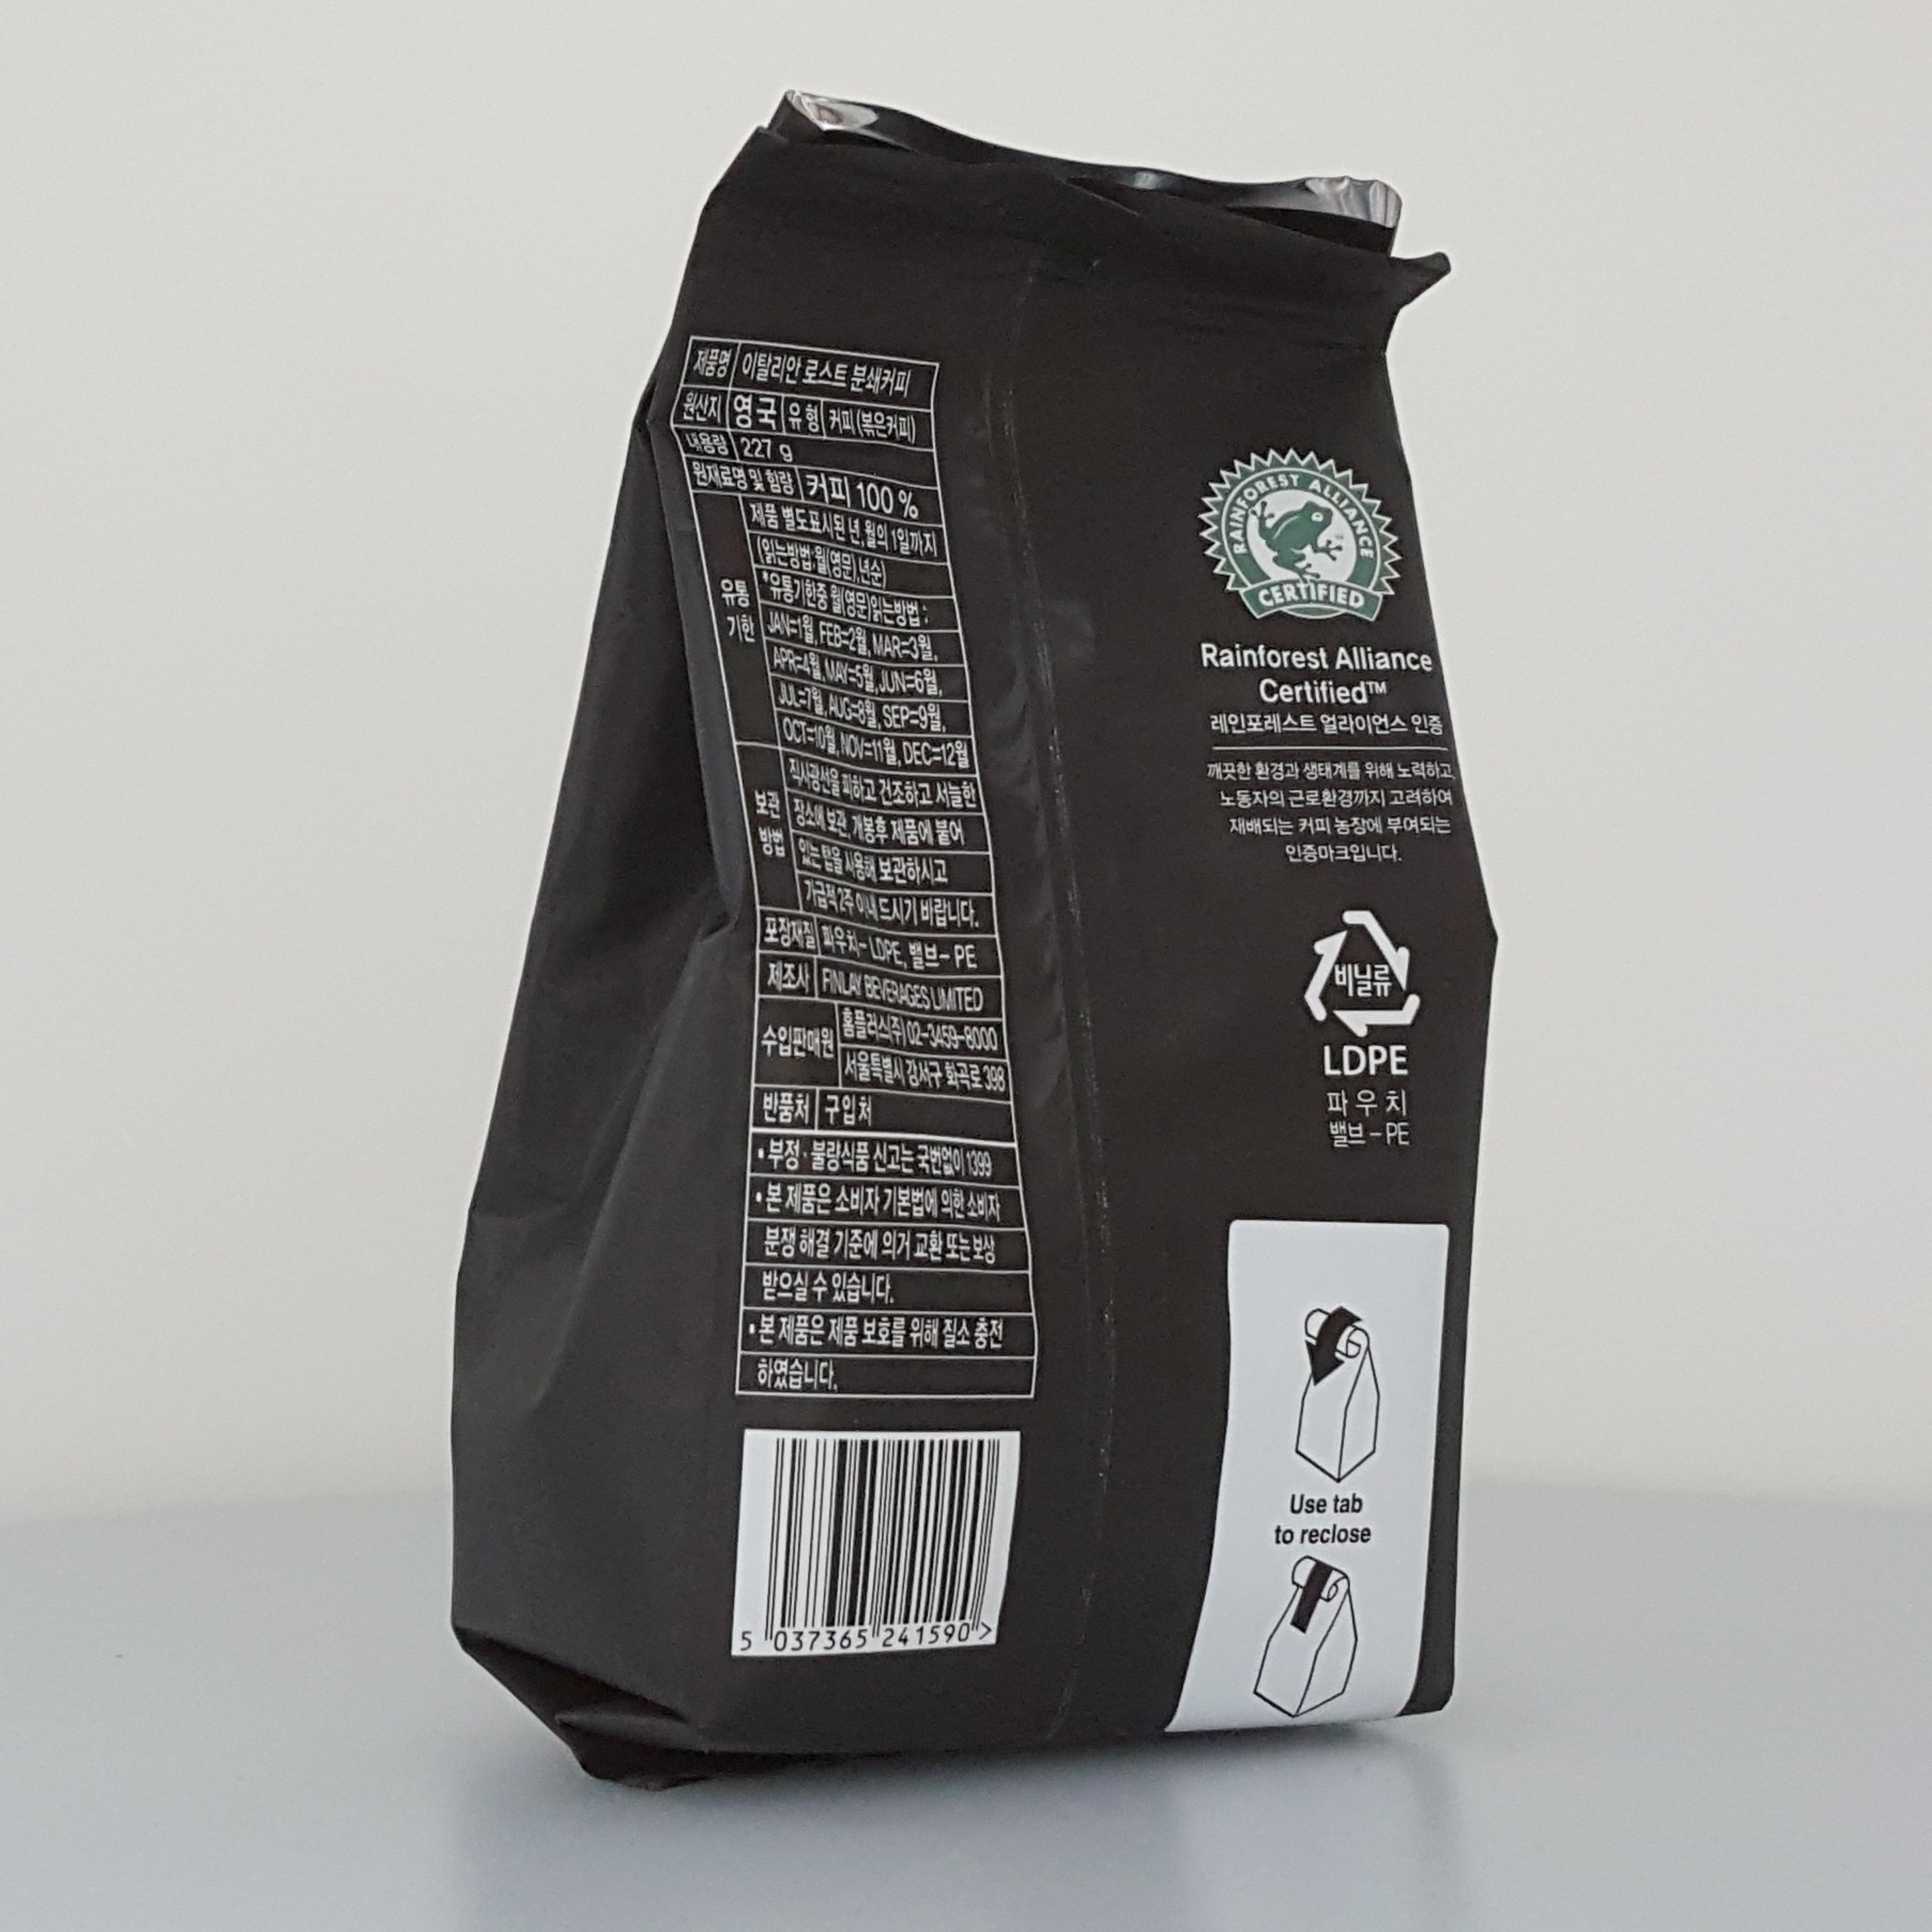 제품명 이탈리안 로스트 분쇄커피
원산지 영국 유형 커피(볶은커피)
내용량 227 g
원재료명 및 함량 커피 100 %
유통
기한
제품 별도표시된 년,월의 1일까지
(읽는방법:월(영문),년순)
*유통기한중 월(영문)읽는방법 :
JAN=1월, FEB=2월, MAR=3월,
APR=4월, MAY=5월, JUN=6월,
JUL=7월, AUG=8월, SEP=9월,
OCT=10월, NOV=11월, DEC=12월
보관
방법
직사광선을 피하고 건조하고 서늘한
장소에 보관, 개봉후 제품에 붙어
있는 탭을 사용해 보관하시고
가급적 2주 이내 드시기 바랍니다.
포장재질 파우치- LDPE, 밸브- PE
제조사 FINLAY BEVERAGES LIMITED
수입판매원
홈플러스(주) 02-3459-8000
서울특별시 강서구 화곡로 398
반품처 구입처
▪ 부정 · 불량식품 신고는 국번없이 1399
▪ 본 제품은 소비자 기본법에 의한 소비자
분쟁 해결 기준에 의거 교환 또는 보상
받으실 수 있습니다.
▪ 본 제품은 제품 보호를 위해 질소 충전
하였습니다.
5 037365 241590 >
RAINFOREST ALLIANCE
CERTIFIED
Rainforest Alliance
Certified™
레인포레스트 얼라이언스 인증
깨끗한 환경과 생태계를 위해 노력하고
노동자의 근로환경까지 고려하여
재배되는 커피 농장에 부여되는
인증마크입니다.
비닐류
LDPE
파 우 치
밸브 - PE
Use tab
to reclose